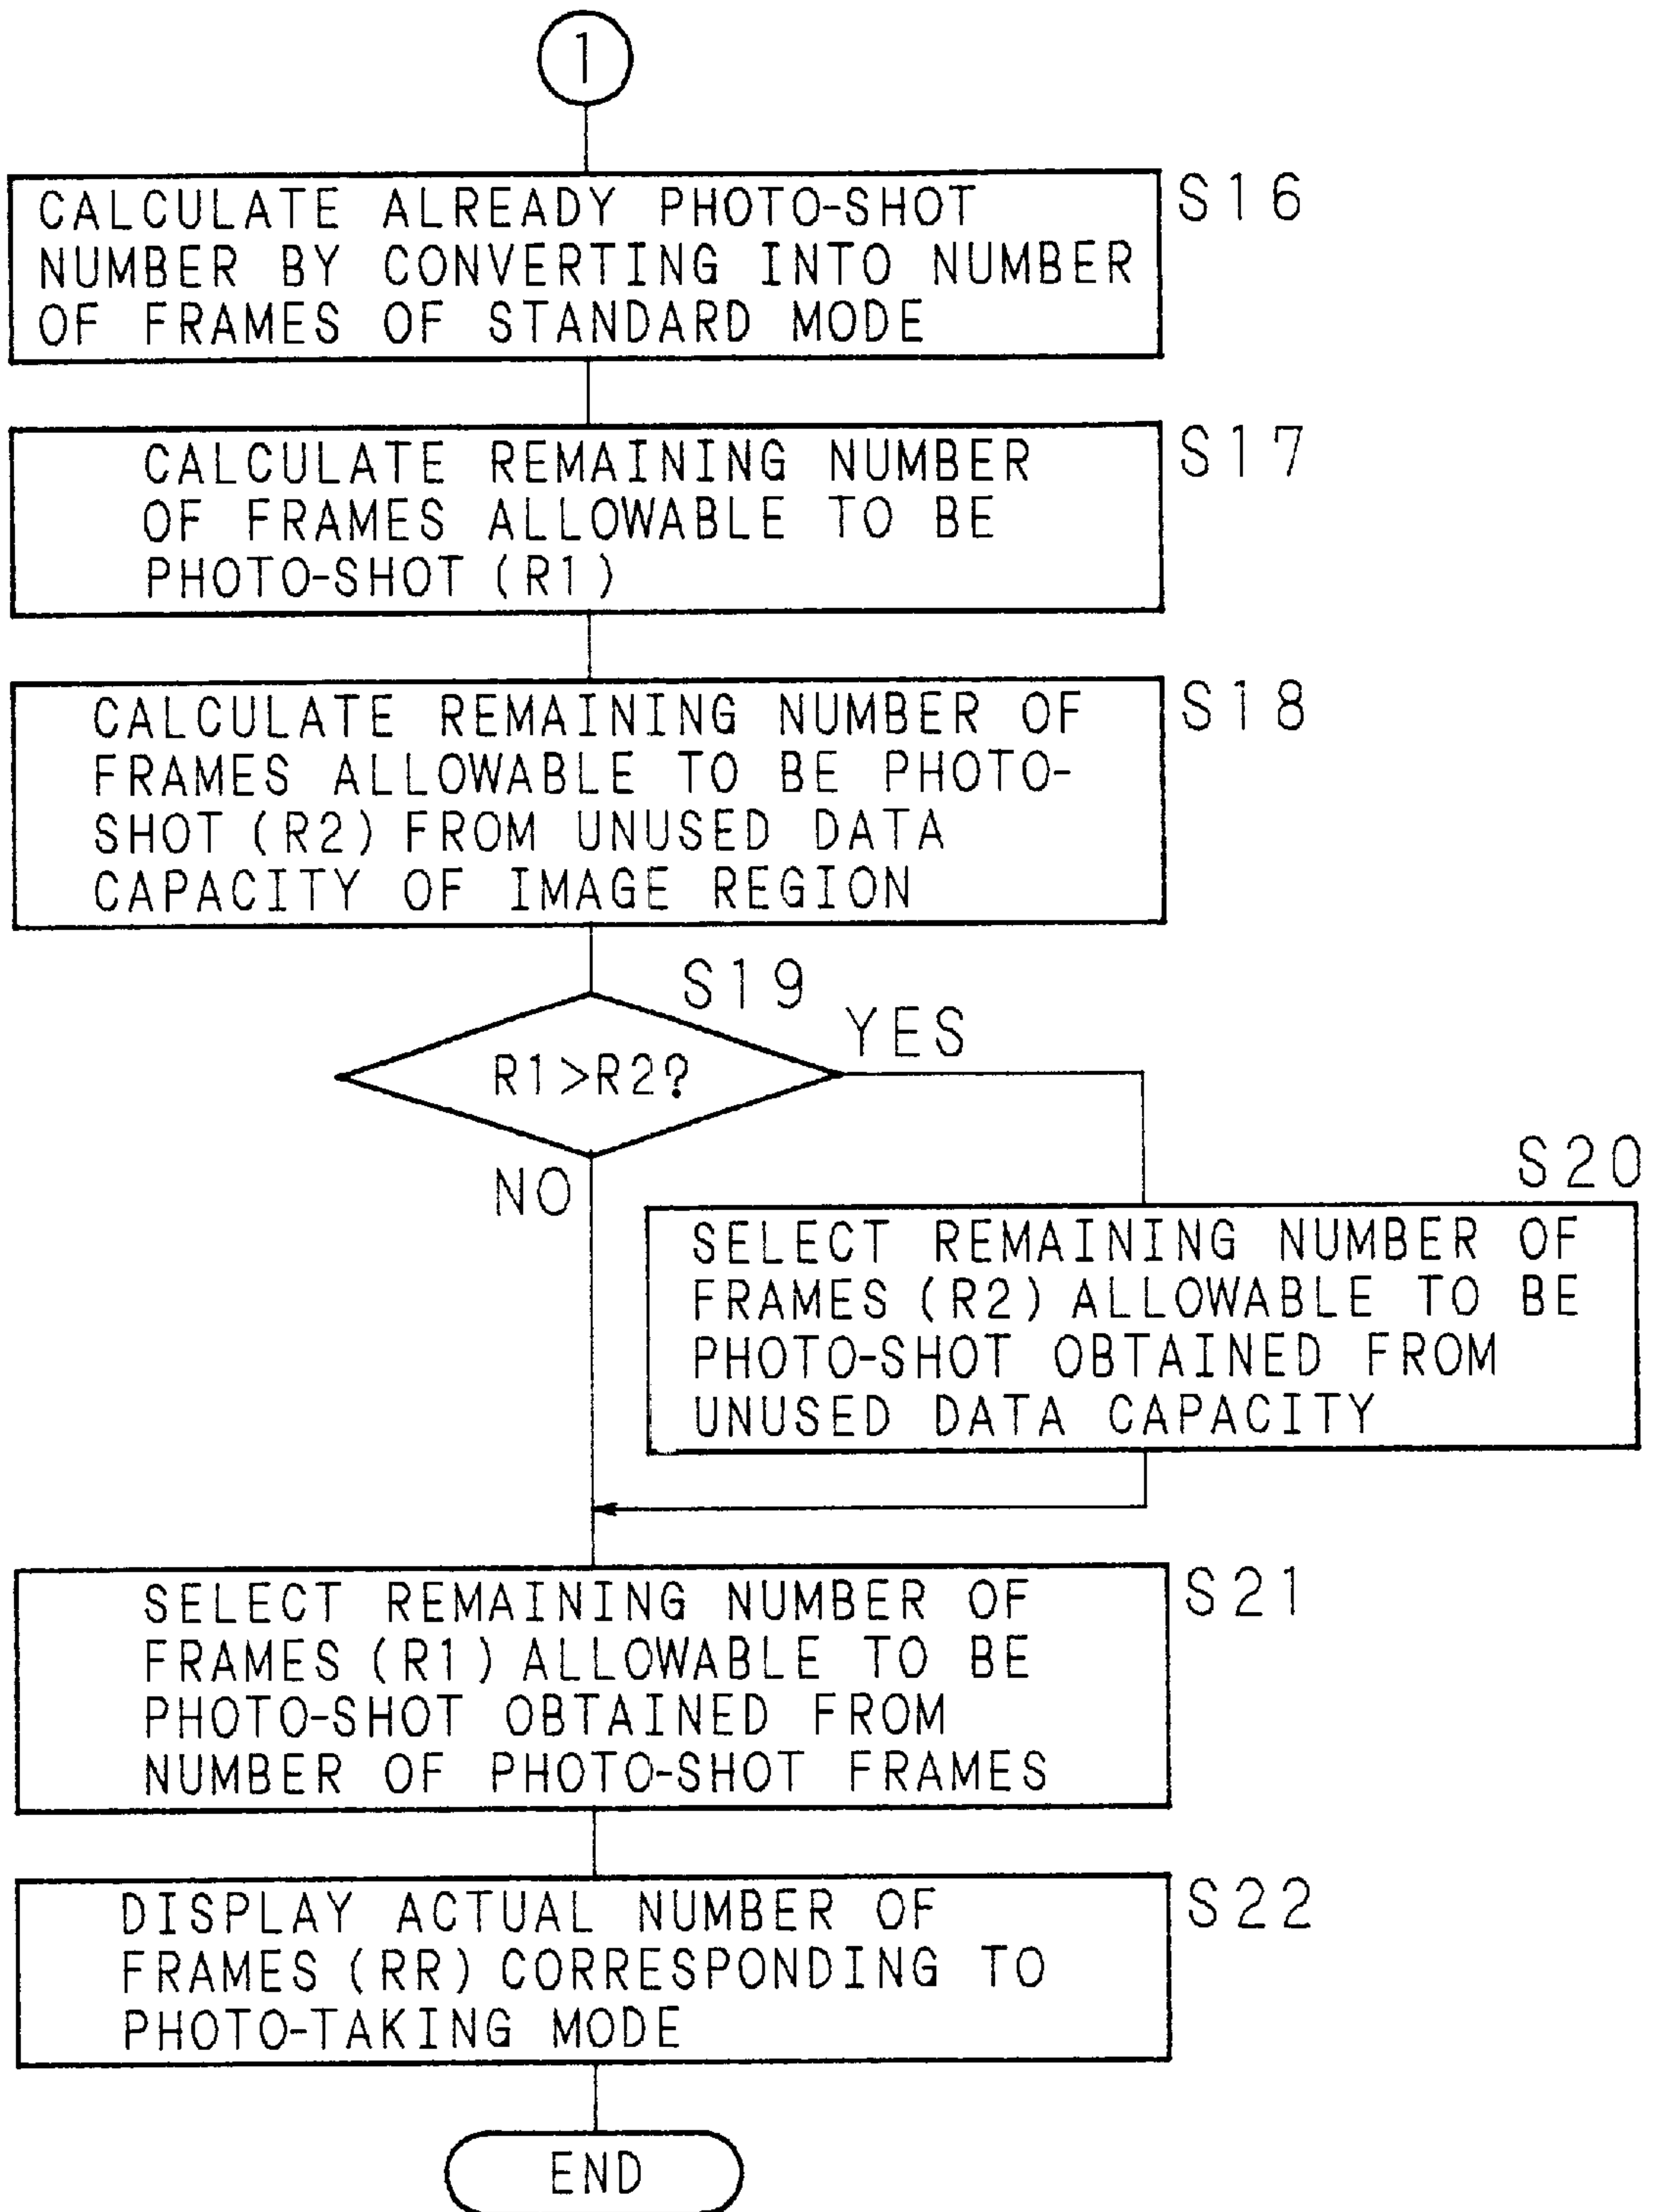 1
CALCULATE ALREADY PHOTO-SHOT
NUMBER BY CONVERTING INTO NUMBER
OF FRAMES OF STANDARD MODE
S16
CALCULATE REMAINING NUMBER
OF FRAMES ALLOWABLE TO BE
PHOTO-SHOT (R1)
S17
CALCULATE REMAINING NUMBER OF
FRAMES ALLOWABLE TO BE PHOTO-
SHOT (R2) FROM UNUSED DATA
CAPACITY OF IMAGE REGION
S18
S19
R1>R2?
YES
NO
S20
SELECT REMAINING NUMBER OF
FRAMES (R2) ALLOWABLE TO BE
PHOTO-SHOT OBTAINED FROM
UNUSED DATA CAPACITY
SELECT REMAINING NUMBER OF
FRAMES (R1) ALLOWABLE TO BE
PHOTO-SHOT OBTAINED FROM
NUMBER OF PHOTO-SHOT FRAMES
S21
DISPLAY ACTUAL NUMBER OF
FRAMES (RR) CORRESPONDING TO
PHOTO-TAKING MODE
S22
END